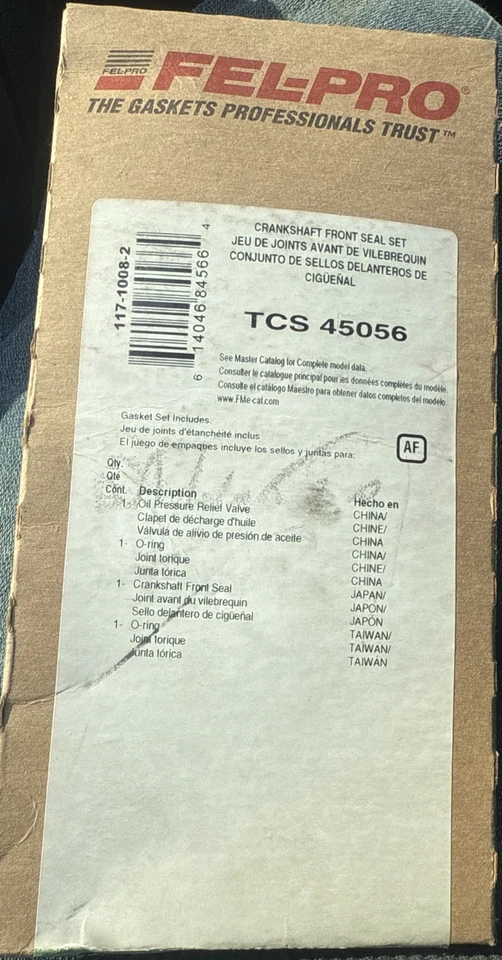 FEL-PRO
FEL-PRO®
THE GASKETS PROFESSIONALS TRUST™
117-1008-2
6 14046 84566 4
CRANKSHAFT FRONT SEAL SET
JEU DE JOINTS AVANT DE VILEBREQUIN
CONJUNTO DE SELLOS DELANTEROS DE
CIGÜEÑAL
TCS 45056
See Master Catalog for Complete model data.
Consulter le catalogue principal pour les données complètes du modèle.
Consulte el catálogo Maestro para obtener datos completos del modelo.
www.FMe-cat.com
Gasket Set Includes.
Jeu de joints d'étanchéité inclus
El juego de empaques incluye los sellos y juntas para:
AF
Qty.
Qté
Cont. Description Hecho en
1- Oil Pressure Relief Valve CHINA/
Clapet de décharge d'huile CHINE/
Válvula de alivio de presión de aceite CHINA
1- O-ring CHINA/
Joint torique CHINE/
Junta tórica CHINA
1- Crankshaft Front Seal JAPAN/
Joint avant du vilebrequin JAPON/
Sello delantero de cigüeñal JAPÓN
1- O-ring TAIWAN/
Joint torique TAIWAN/
Junta tórica TAIWÁN